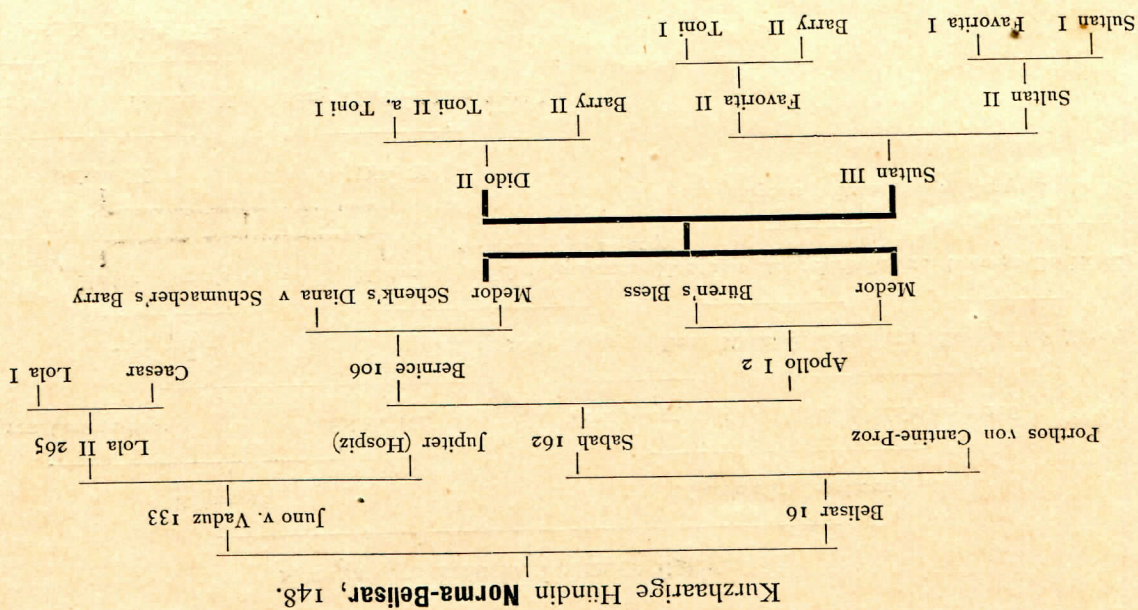 Kurzhaarige Hündin Norma-Belisar, 148.
Belisar 16 Juno v. Vaduz 133
Porthos von Cantine-Proz Sabah 162 Jupiter (Hospiz) Lola II 265
Apollo I 2 Bernice 106 Caesar Lola I
Medor Büren's Bless Medor Schenk's Diana v Schumacher's Barry
Sultan III Dido II
Sultan II Favorita II Barry II Toni II a, Toni I
Sultan I Favorita I Barry II Toni I